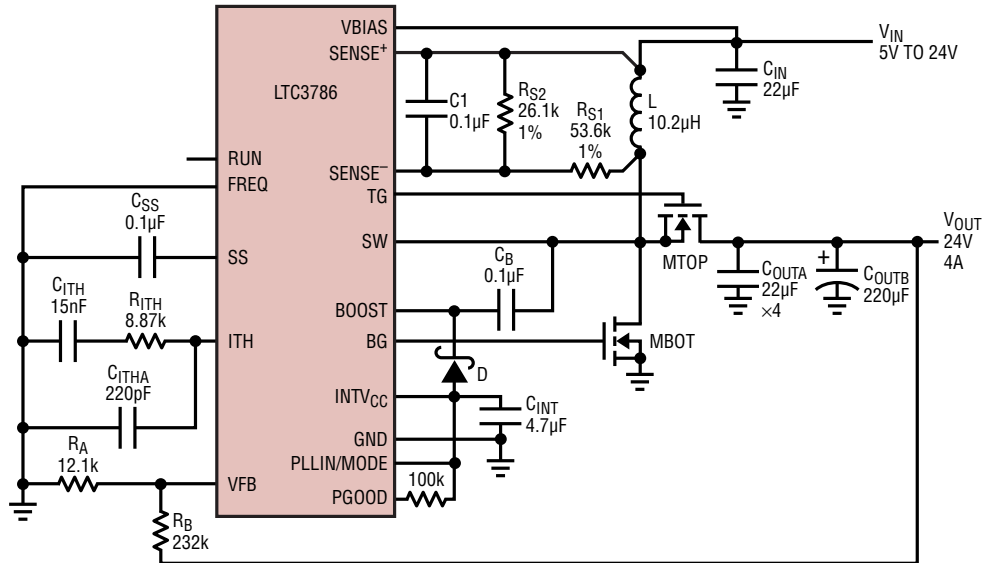 VBIAS
SENSE+
LTC3786
RUN
FREQ
SENSE–
TG
SW
SS
BOOST
ITH
BG
INTVCC
GND
PLLIN/MODE
VFB
PGOOD
VIN
5V TO 24V
CIN
22µF
C1
0.1µF
RS2
26.1k
1%
RS1
53.6k
1%
L
10.2µH
CSS
0.1µF
CITH
15nF
RITH
8.87k
CITHA
220pF
RA
12.1k
RB
232k
CB
0.1µF
D
CINT
4.7µF
100k
MTOP
MBOT
VOUT
24V
4A
COUTA
22µF
×4
+
COUTB
220µF